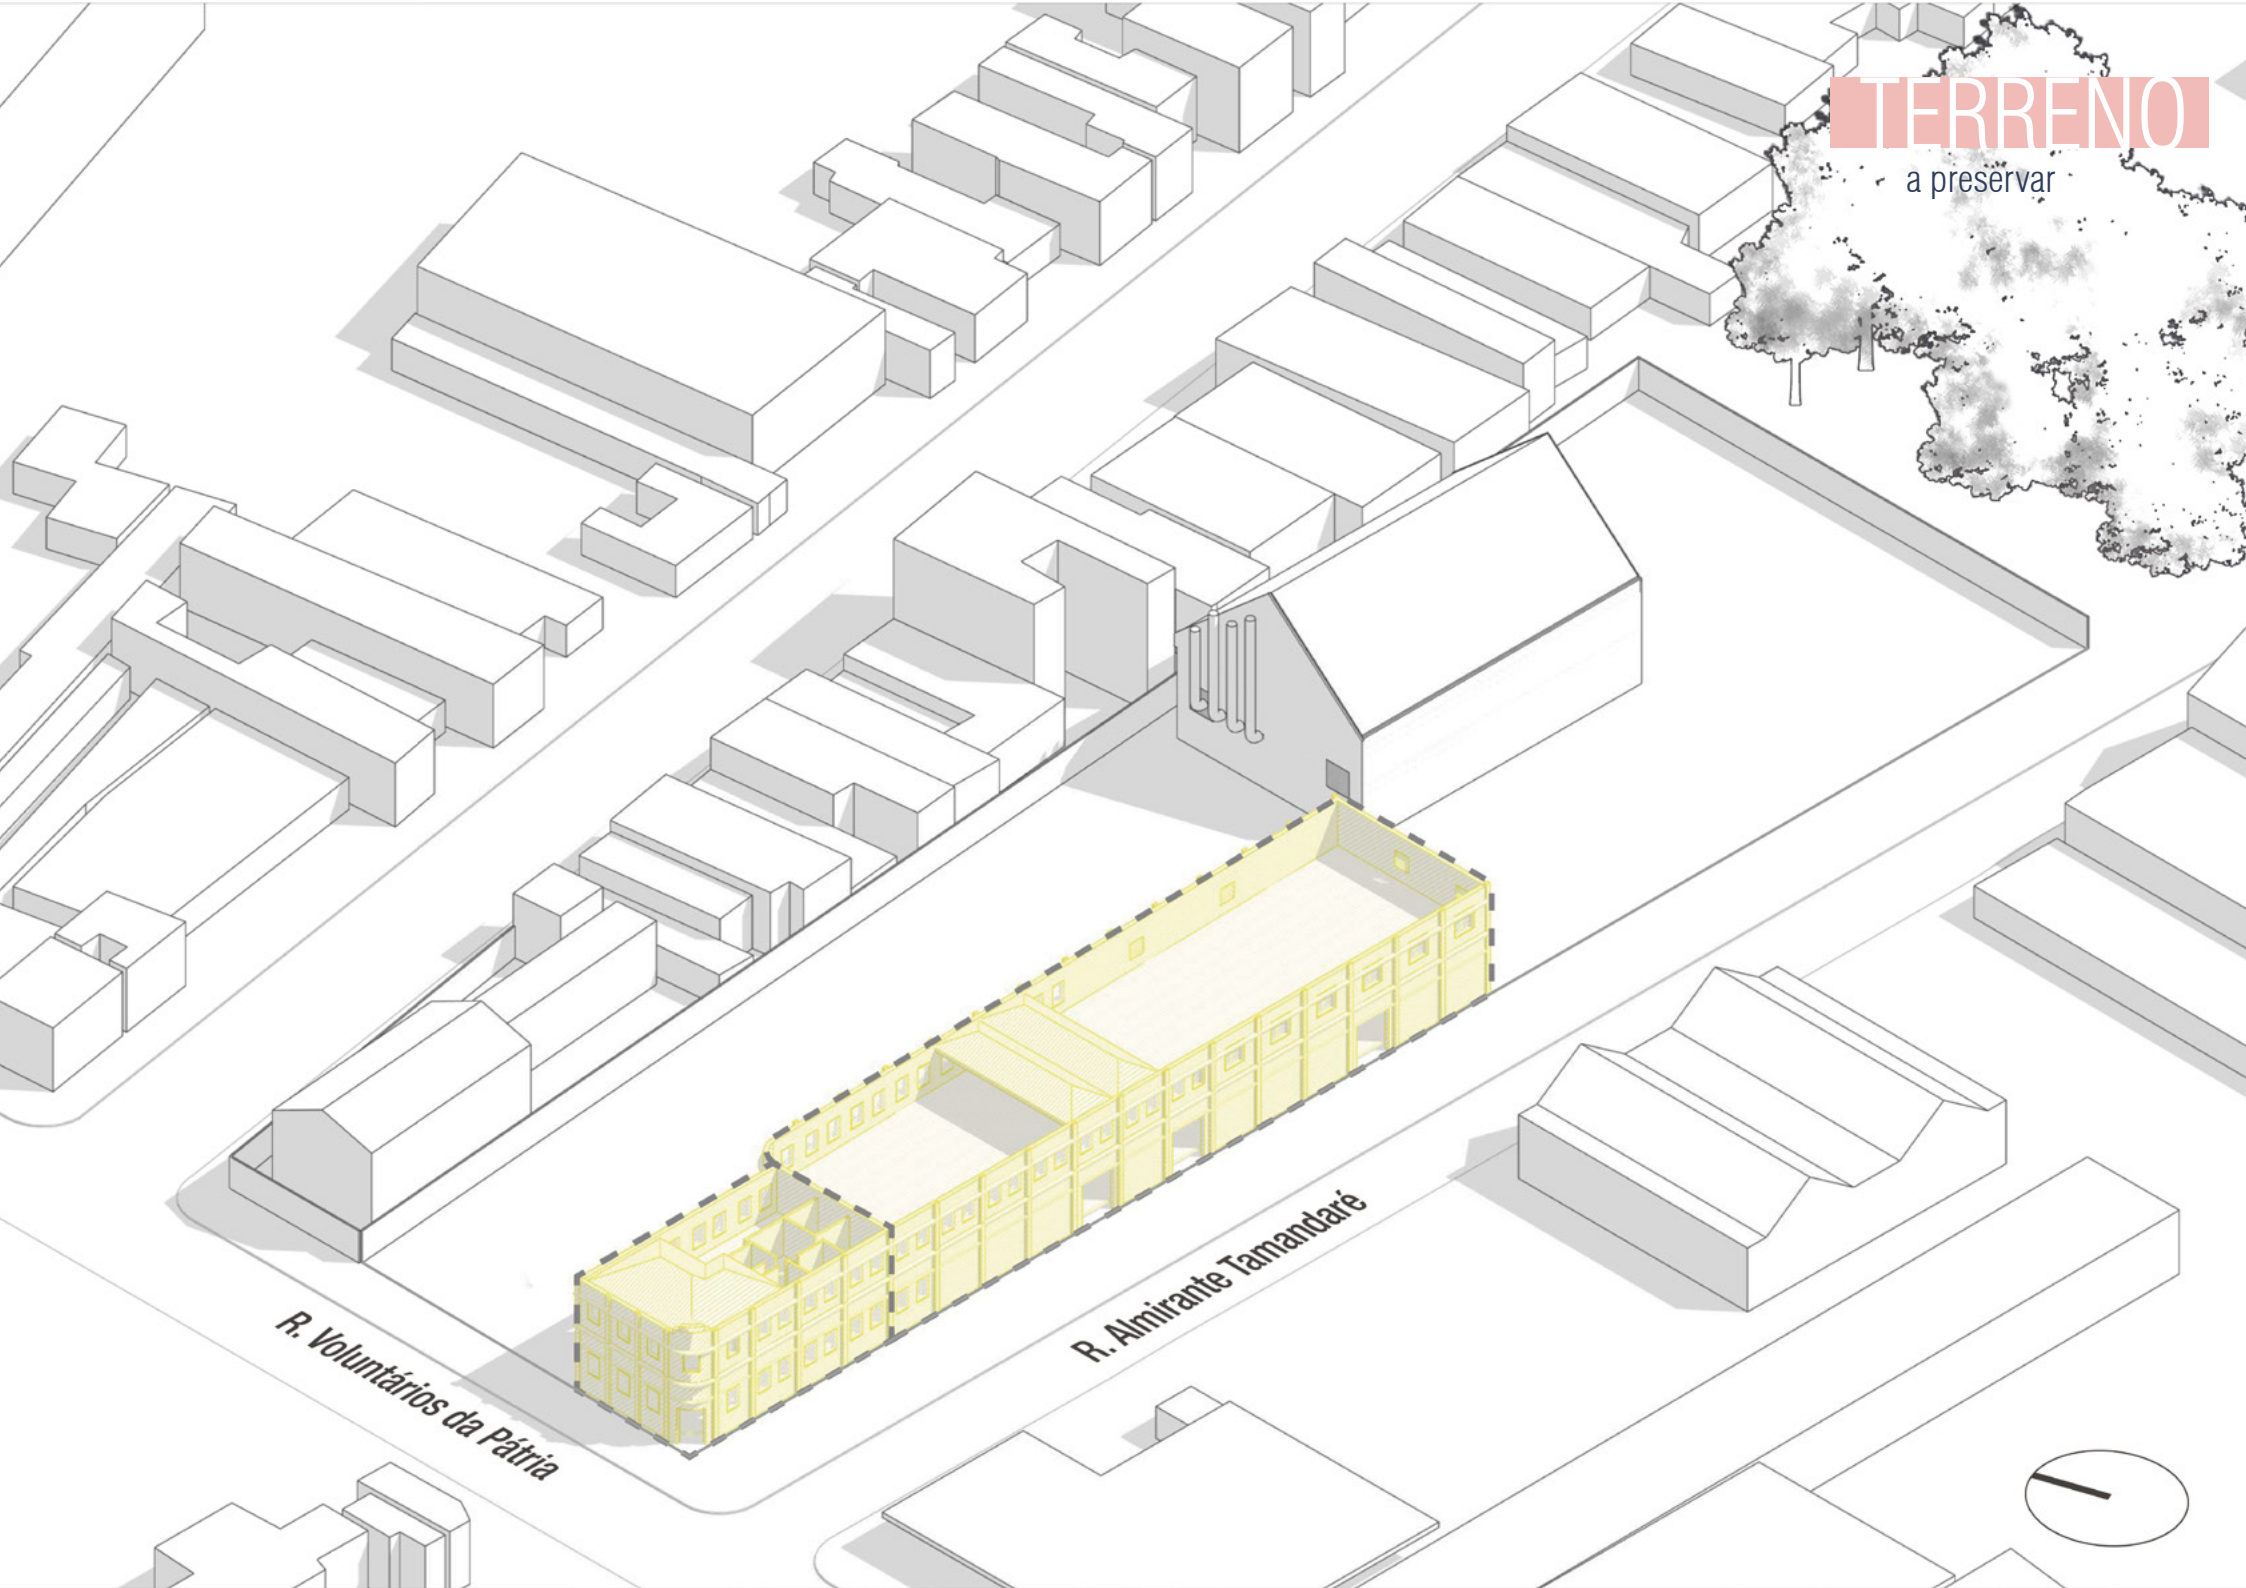 TERRENO
a preservar
R. Voluntários da Pátria
R. Almirante Tamandaré